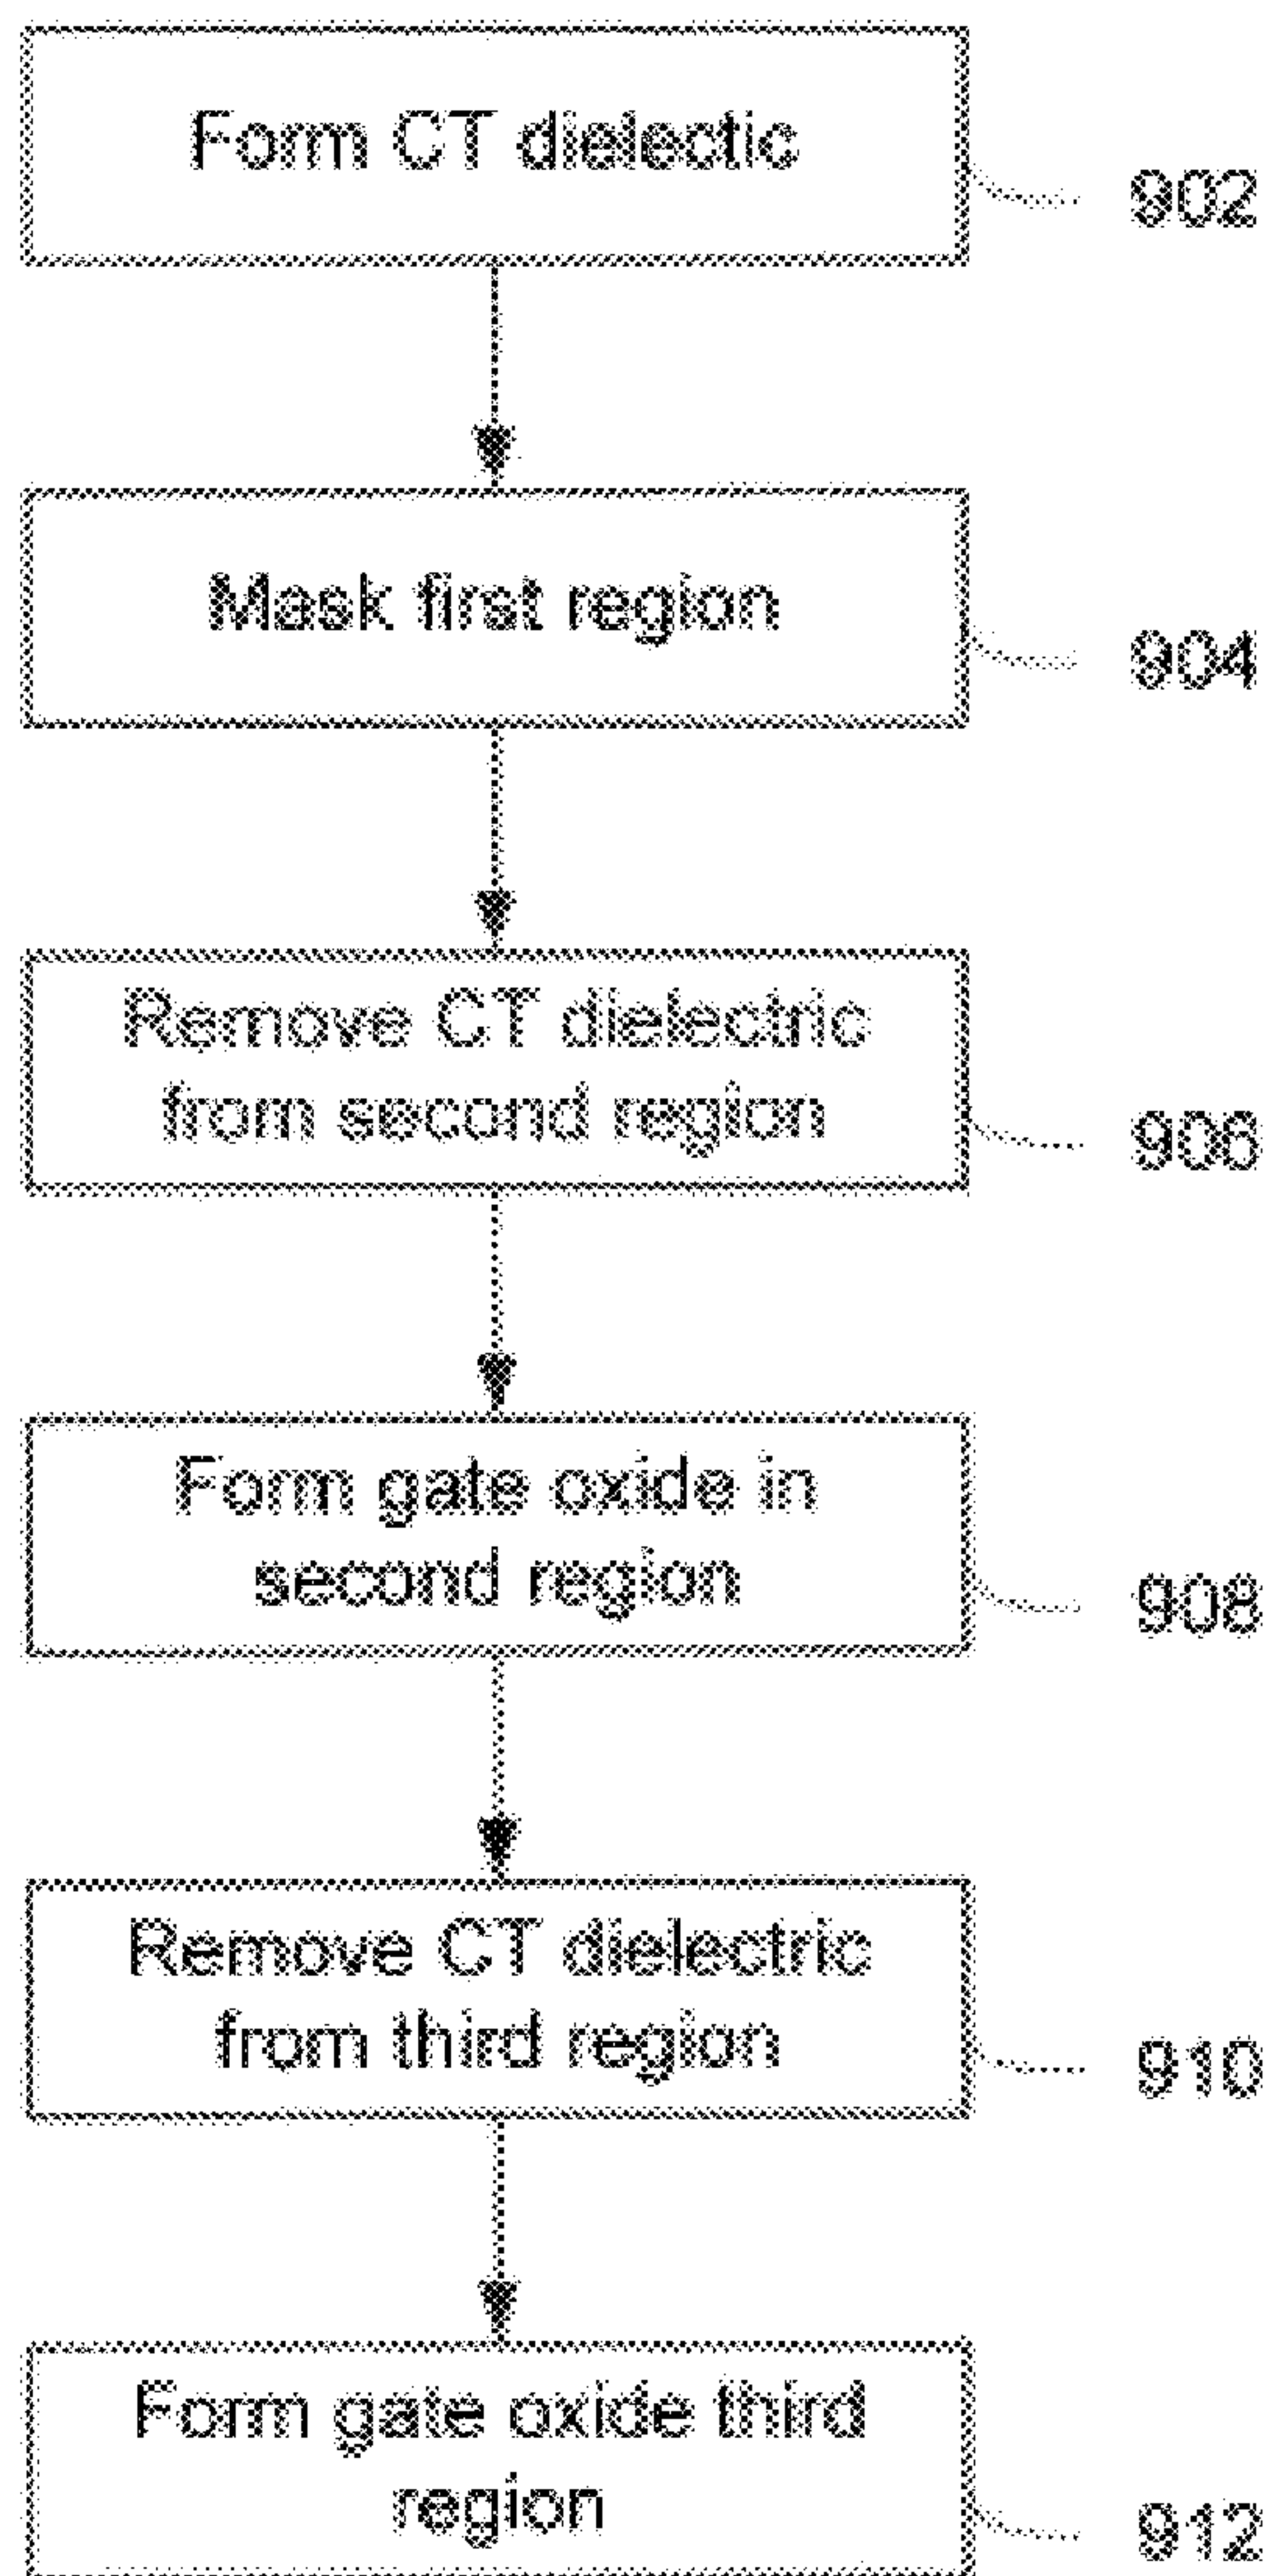 Form CT dielectic
902
Mask first region
904
Remove CT dielectric
from second region
906
Form gate oxide in
second region
908
Remove CT dielectric
from third region
910
Form gate oxide third
region
912